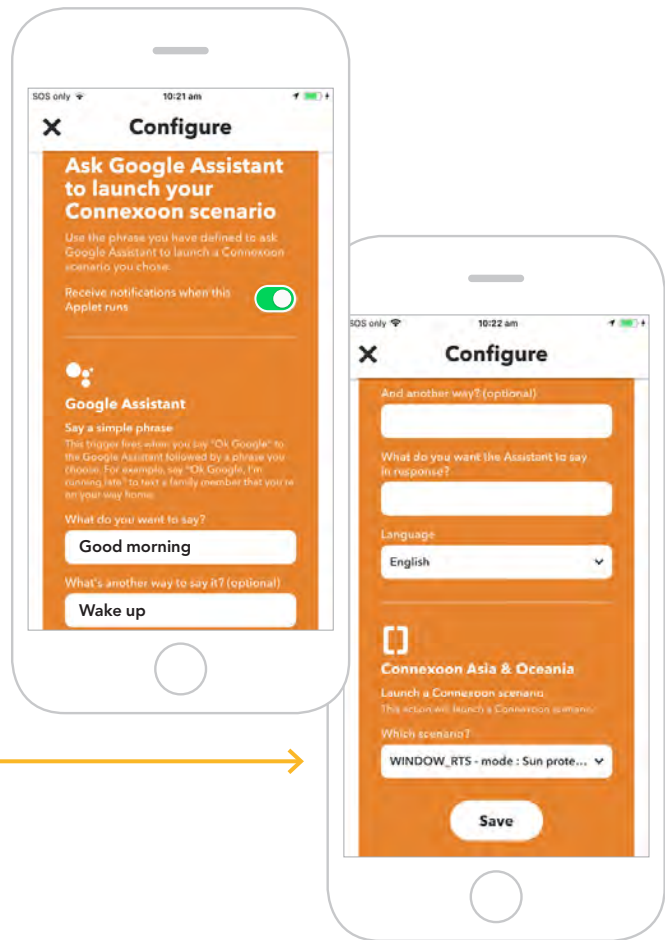 SOS only
10:21 am
Configure
Ask Google Assistant
to launch your
Connexoon scenario
Use the phrase you have defined to ask
Google Assistant to launch a Connexoon
scenario you chose.
Receive notifications when this
Applet runs
Google Assistant
Say a simple phrase
This trigger fires when you say "Ok Google" to
the Google Assistant followed by a phrase you
choose. For example, say "Ok Google, I'm
running late" to text a family member that you're
on your way home.
What do you want to say?
Good morning
What's another way to say it? (optional)
Wake up
SOS only
10:22 am
Configure
And another way? (optional)
What do you want the Assistant to say
in response?
Language
English
Connexoon Asia & Oceania
Launch a Connexoon scenario
This action will launch a Connexoon scenario.
Which scenario?
WINDOW_RTS - mode : Sun prote...
Save